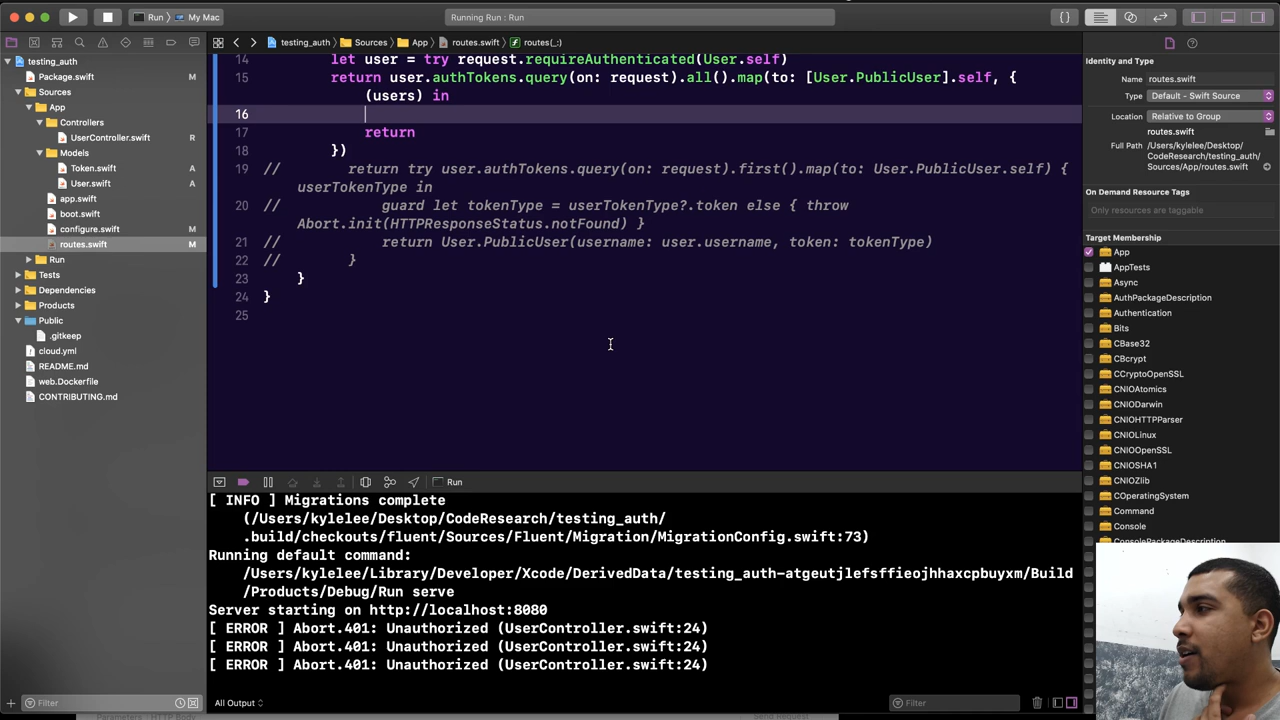 Run
My Mac
Running Run : Run
testing_auth
Package.swift
M
Sources
App
Controllers
UserController.swift
R
Models
Token.swift
A
User.swift
A
app.swift
boot.swift
configure.swift
M
routes.swift
M
Run
Tests
Dependencies
Products
Public
.gitkeep
cloud.yml
README.md
web.Dockerfile
CONTRIBUTING.md
Filter
testing_auth
Sources
App
routes.swift
routes(_:)
14 let user = try request.requireAuthenticated(User.self)
15 return user.authTokens.query(on: request).all().map(to: [User.PublicUser].self, {
(users) in
16
17 return
18 })
19 // return try user.authTokens.query(on: request).first().map(to: User.PublicUser.self) {
userTokenType in
20 // guard let tokenType = userTokenType?.token else { throw
Abort.init(HTTPResponseStatus.notFound) }
21 // return User.PublicUser(username: user.username, token: tokenType)
22 // }
23 }
24 }
25
Run
[ INFO ] Migrations complete
(/Users/kylelee/Desktop/CodeResearch/testing_auth/
.build/checkouts/fluent/Sources/Fluent/Migration/MigrationConfig.swift:73)
Running default command:
/Users/kylelee/Library/Developer/Xcode/DerivedData/testing_auth-atgeutjlefsffieojhhaxcpbuyxm/Build
/Products/Debug/Run serve
Server starting on http://localhost:8080
[ ERROR ] Abort.401: Unauthorized (UserController.swift:24)
[ ERROR ] Abort.401: Unauthorized (UserController.swift:24)
[ ERROR ] Abort.401: Unauthorized (UserController.swift:24)
All Output
Filter
Identity and Type
Name routes.swift
Type Default - Swift Source
Location Relative to Group
routes.swift
Full Path /Users/kylelee/Desktop/
CodeResearch/testing_auth/
Sources/App/routes.swift
On Demand Resource Tags
Only resources are taggable
Target Membership
App
AppTests
Async
AuthPackageDescription
Authentication
Bits
CBase32
CBcrypt
CCryptoOpenSSL
CNIOAtomics
CNIODarwin
CNIOHTTPParser
CNIOLinux
CNIOOpenSSL
CNIOSHA1
CNIOZlib
COperatingSystem
Command
Console
ConsolePackageDescription